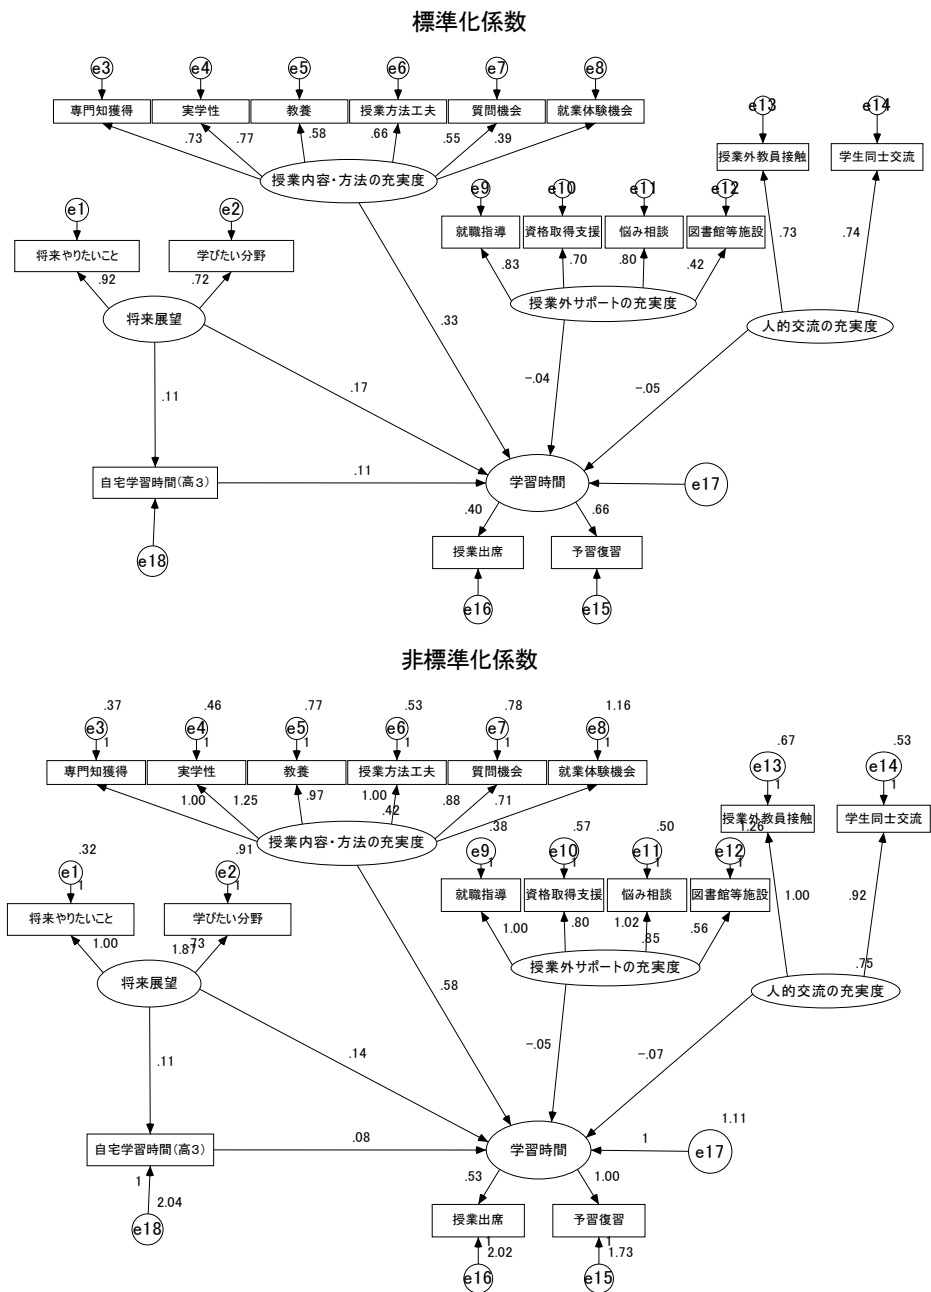 標準化係数
e3 e4 e5 e6 e7 e8
専門知獲得 実学性 教養 授業方法工夫 質問機会 就業体験機会
.73 .77 .58 .66 .55 .39
授業内容・方法の充実度
e13 e14
授業外教員接触 学生同士交流
.73 .74
人的交流の充実度
e9 e10 e11 e12
就職指導 資格取得支援 悩み相談 図書館等施設
.83 .70 .80 .42
授業外サポートの充実度
e1 e2
将来やりたいこと 学びたい分野
.92 .72
将来展望
.33
.11 .17 -.04 -.05
自宅学習時間(高3) .11 学習時間 e17
e18
.40 .66
授業出席 予習復習
e16 e15
非標準化係数
.37 .46 .77 .53 .78 1.16
e3 e4 e5 e6 e7 e8
1 1 1 1 1 1
専門知獲得 実学性 教養 授業方法工夫 質問機会 就業体験機会
1.00 1.25 .97 1.00 .88 .71
.42
授業内容・方法の充実度
.67 .53
e13 e14
1 1
授業外教員接触 学生同士交流
1.26
1.00 .92
.75
人的交流の充実度
.38 .57 .50
e9 e10 e11 e12
1 1 1 1
就職指導 資格取得支援 悩み相談 図書館等施設
1.00 .80 1.02 .56
.85
授業外サポートの充実度
.32 .91
e1 e2
1 1
将来やりたいこと 学びたい分野
1.00 .73
1.87
将来展望
.58
.11 .14 -.05 -.07
1.11
自宅学習時間(高3) .08 学習時間 1 e17
1
2.04
e18
.53 1.00
授業出席 予習復習
1 1
2.02 1.73
e16 e15